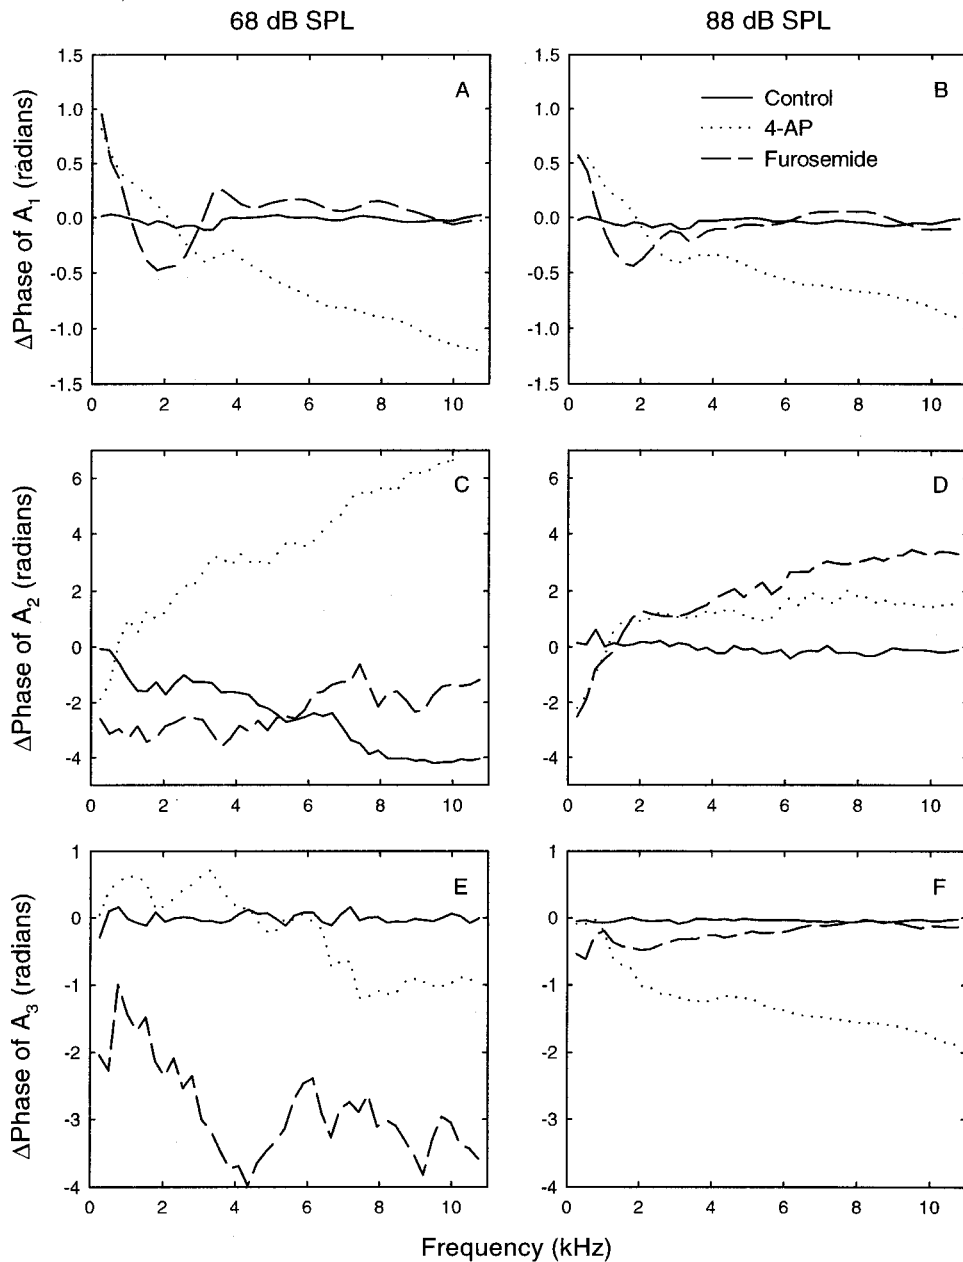 68 dB SPL
88 dB SPL
ΔPhase of A1 (radians)
1.5
1.0
0.5
0.0
-0.5
-1.0
-1.5
A
0 2 4 6 8 10
1.5
1.0
0.5
0.0
-0.5
-1.0
-1.5
B
Control
4-AP
Furosemide
0 2 4 6 8 10
ΔPhase of A2 (radians)
6
4
2
0
-2
-4
C
0 2 4 6 8 10
6
4
2
0
-2
-4
D
0 2 4 6 8 10
ΔPhase of A3 (radians)
1
0
-1
-2
-3
-4
E
0 2 4 6 8 10
1
0
-1
-2
-3
-4
F
0 2 4 6 8 10
Frequency (kHz)